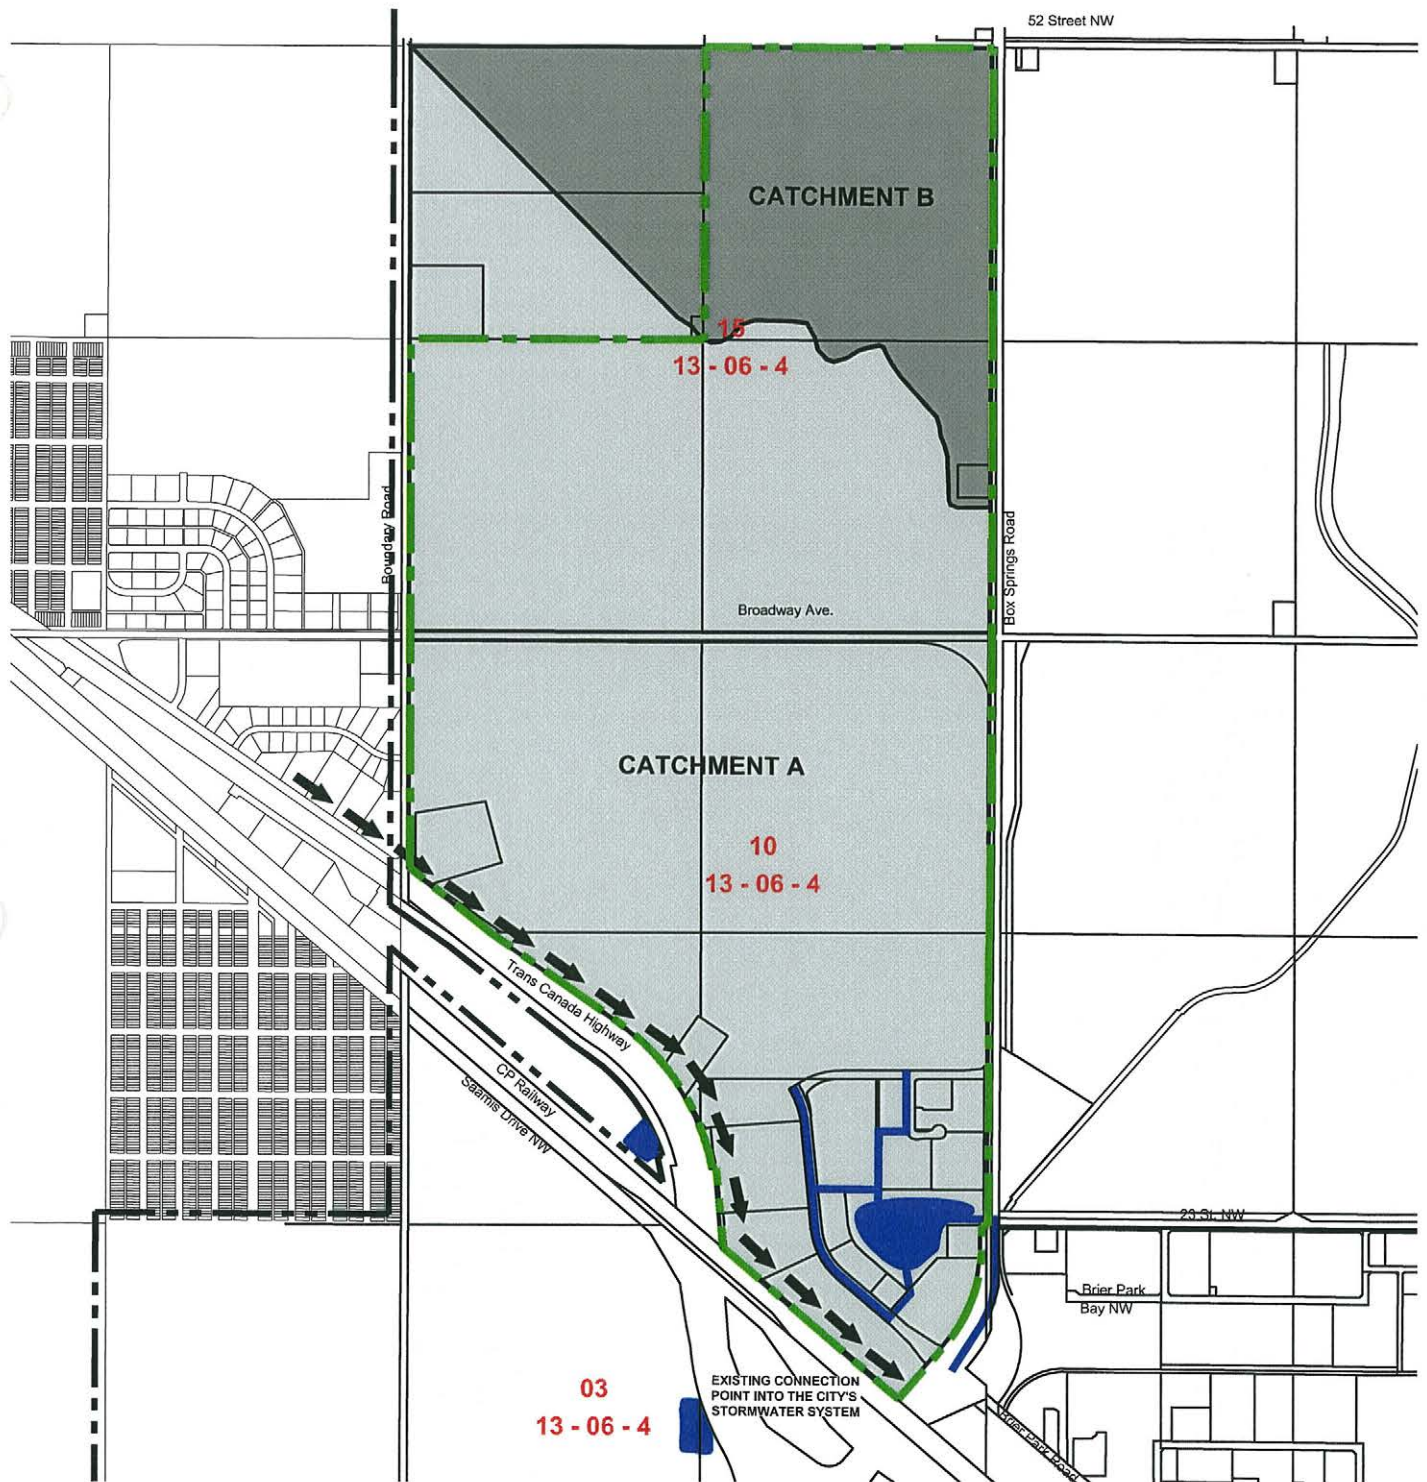 52 Street NW
CATCHMENT B
15
13 - 06 - 4
Boundary Road
Box Springs Road
Broadway Ave.
CATCHMENT A
10
13 - 06 - 4
Trans Canada Highway
CP Railway
Saamis Drive NW
23 St. NW
Brier Park
Bay NW
EXISTING CONNECTION
POINT INTO THE CITY'S
STORMWATER SYSTEM
03
13 - 06 - 4
Brier Park Road